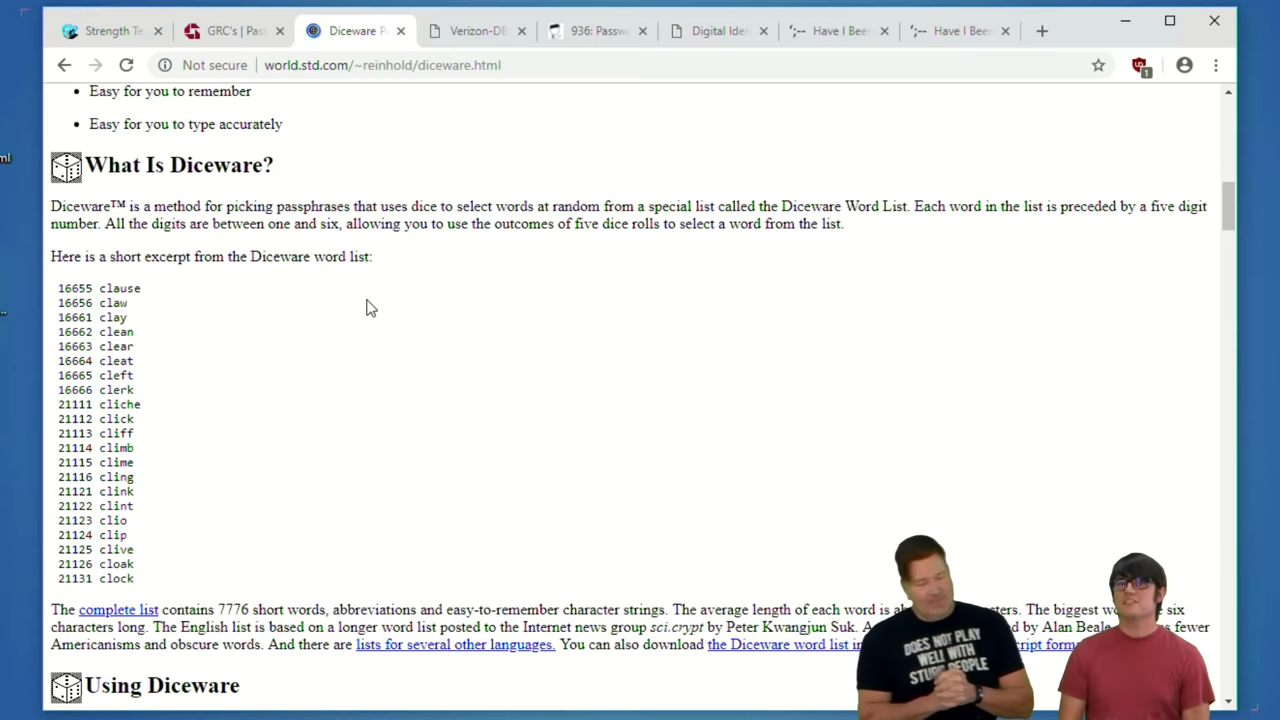 Strength Te
GRC's | Pas
Diceware P
Verizon-DB
936: Passw
Digital Iden
Have I Beer
Have I Beer
Not secure
world.std.com/~reinhold/diceware.html
Easy for you to remember
Easy for you to type accurately
What Is Diceware?
Diceware™ is a method for picking passphrases that uses dice to select words at random from a special list called the Diceware Word List. Each word in the list is preceded by a five digit
number. All the digits are between one and six, allowing you to use the outcomes of five dice rolls to select a word from the list.
Here is a short excerpt from the Diceware word list:
16655 clause
16656 claw
16661 clay
16662 clean
16663 clear
16664 cleat
16665 cleft
16666 clerk
21111 cliche
21112 click
21113 cliff
21114 climb
21115 clime
21116 cling
21121 clink
21122 clint
21123 clio
21124 clip
21125 clive
21126 cloak
21131 clock
The complete list contains 7776 short words, abbreviations and easy-to-remember character strings. The average length of each word is The biggest six
characters long. The English list is based on a longer word list posted to the Internet news group sci.crypt by Peter Kwangjun Suk. by Alan Beale fewer
Americanisms and obscure words. And there are lists for several other languages. You can also download the Diceware word list in
Using Diceware
DOES NOT PLAY
WELL WITH
STUPID PEOPLE